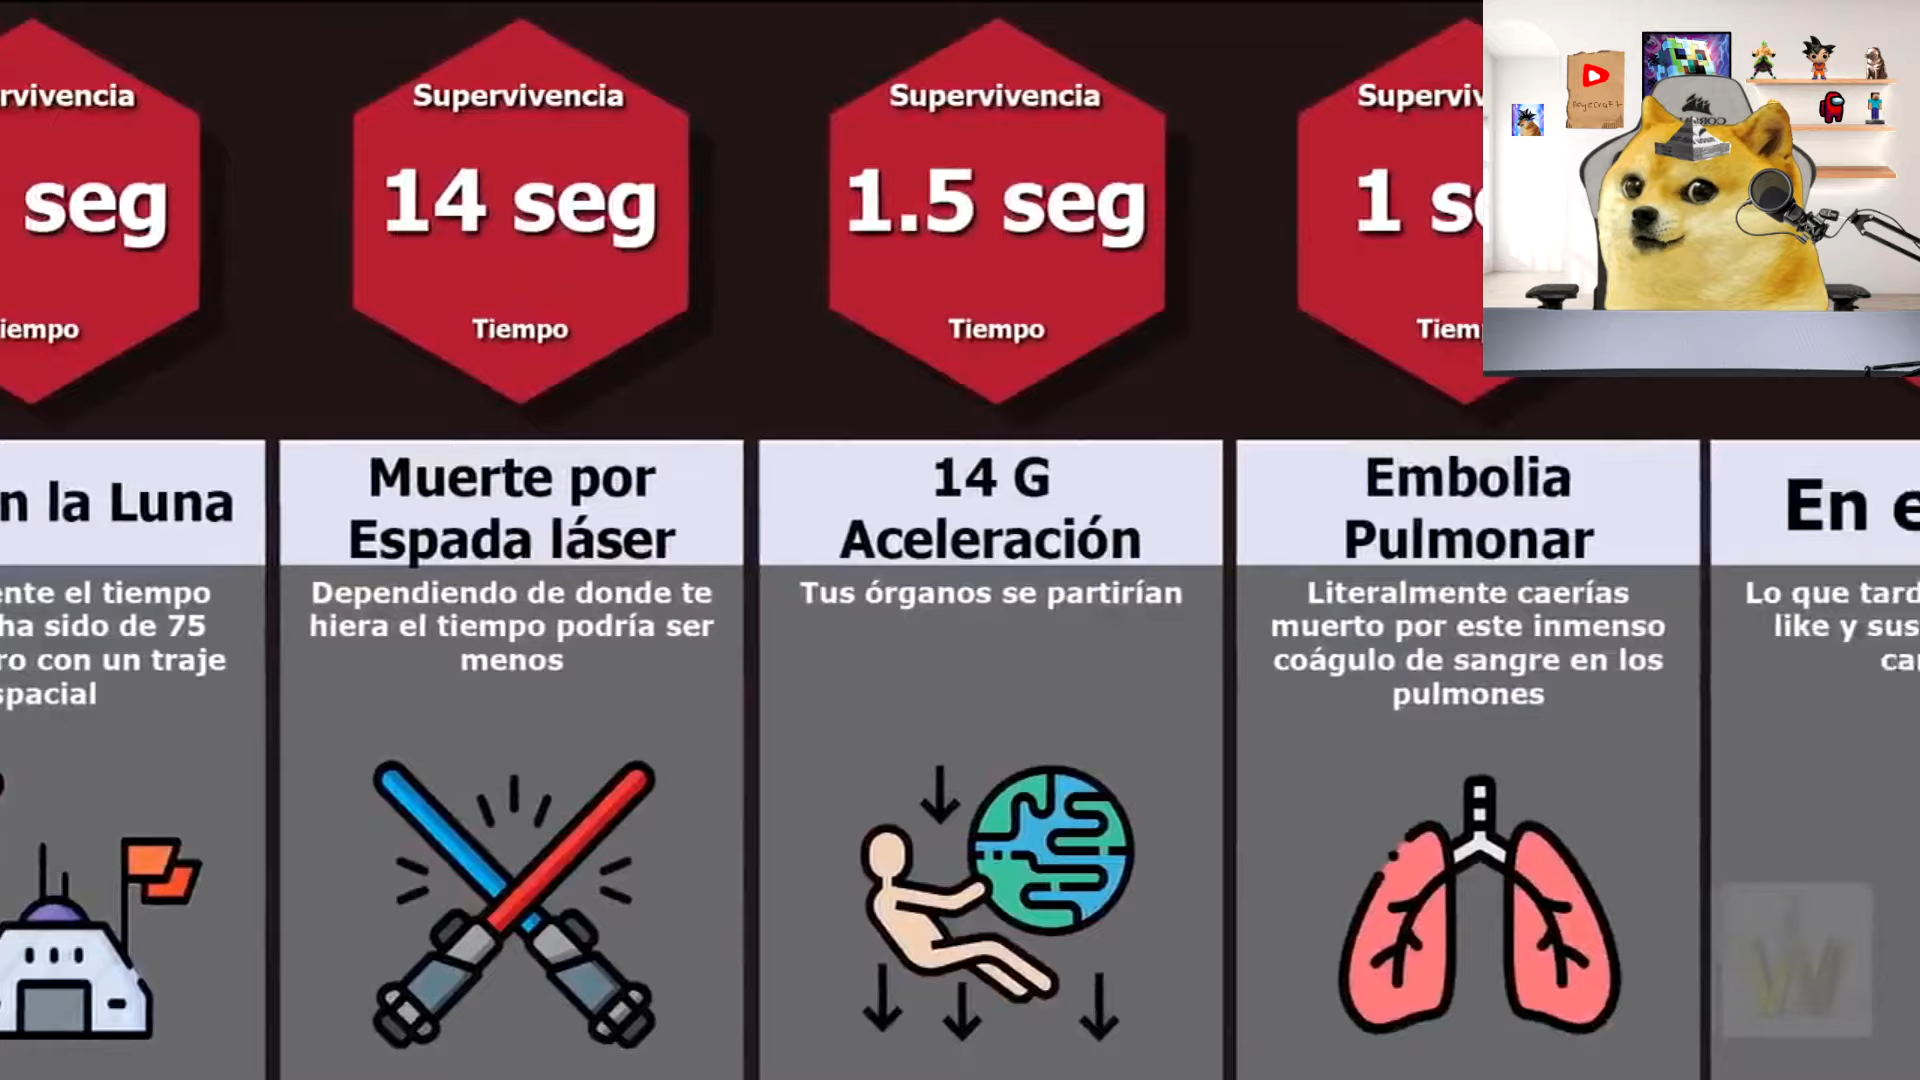 rvivencia
seg
iempo
n la Luna
ente el tiempo
ha sido de 75
ro con un traje
spacial
Supervivencia
14 seg
Tiempo
Muerte por
Espada láser
Dependiendo de donde te
hiera el tiempo podría ser
menos
Supervivencia
1.5 seg
Tiempo
14 G
Aceleración
Tus órganos se partirían
Superviv
1 s
Tiem
Embolia
Pulmonar
Literalmente caerías
muerto por este inmenso
coágulo de sangre en los
pulmones
En e
Lo que tard
like y sus
ca